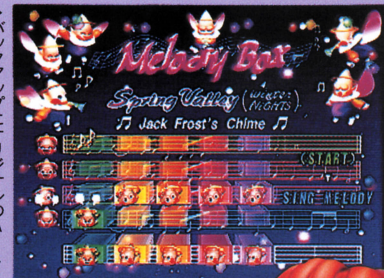 Melody Box
Spring Valley (Winter NiGHTS)
♫ Jack Frost's Chime ♫
(START)
SING MELODY